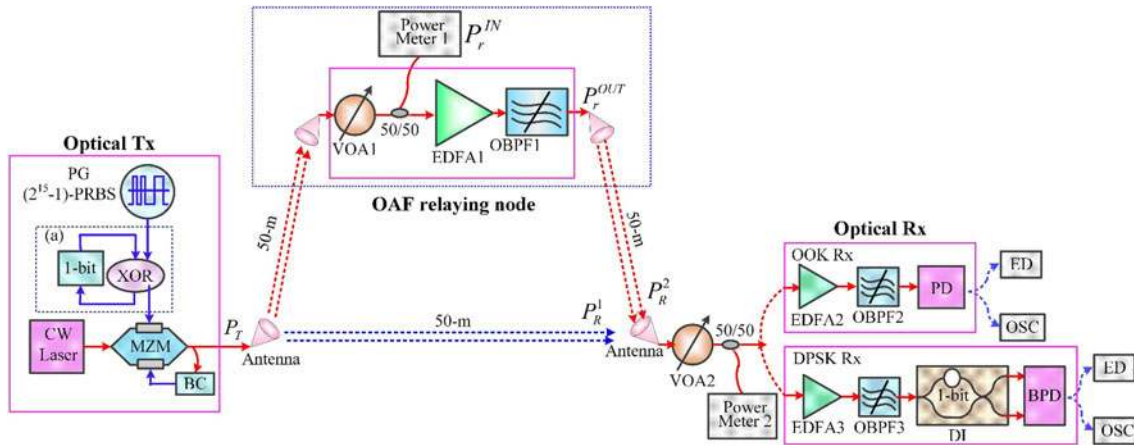 Optical Tx
PG
(2¹⁵-1)-PRBS
(a)
1-bit
XOR
CW
Laser
MZM
BC
P_T
Antenna
50-m
Power
Meter 1
P_r^{IN}
VOA1
50/50
EDFA1
OBPF1
P_r^{OUT}
OAF relaying node
50-m
50-m
P_R^1
P_R^2
Antenna
VOA2
50/50
Power
Meter 2
Optical Rx
OOK Rx
EDFA2
OBPF2
PD
ED
OSC
DPSK Rx
EDFA3
OBPF3
1-bit
DI
BPD
ED
OSC